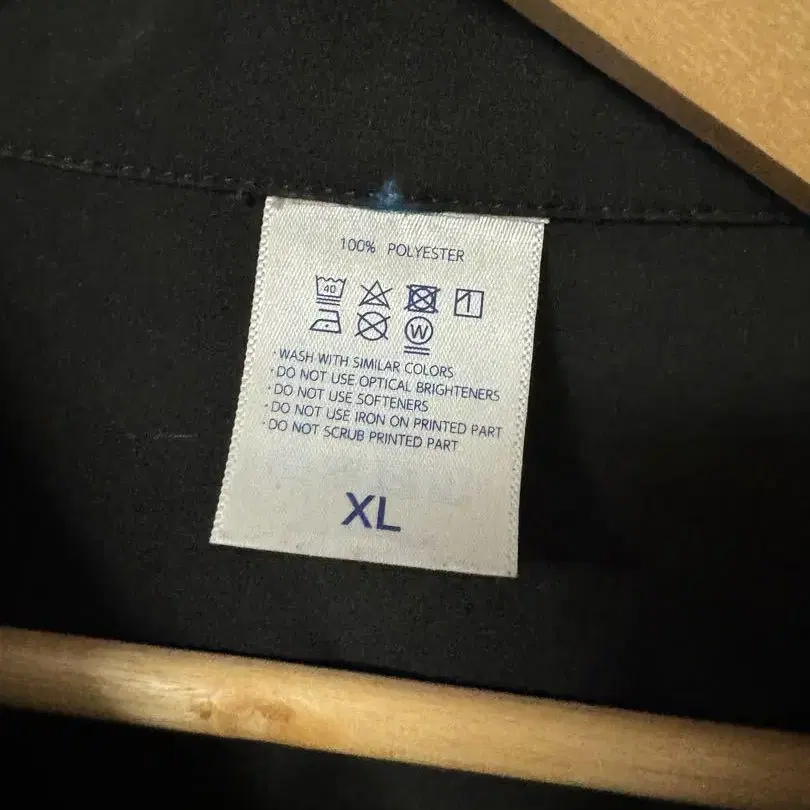 100% POLYESTER
40
W
· WASH WITH SIMILAR COLORS
· DO NOT USE OPTICAL BRIGHTENERS
· DO NOT USE SOFTENERS
· DO NOT USE IRON ON PRINTED PART
· DO NOT SCRUB PRINTED PART
XL